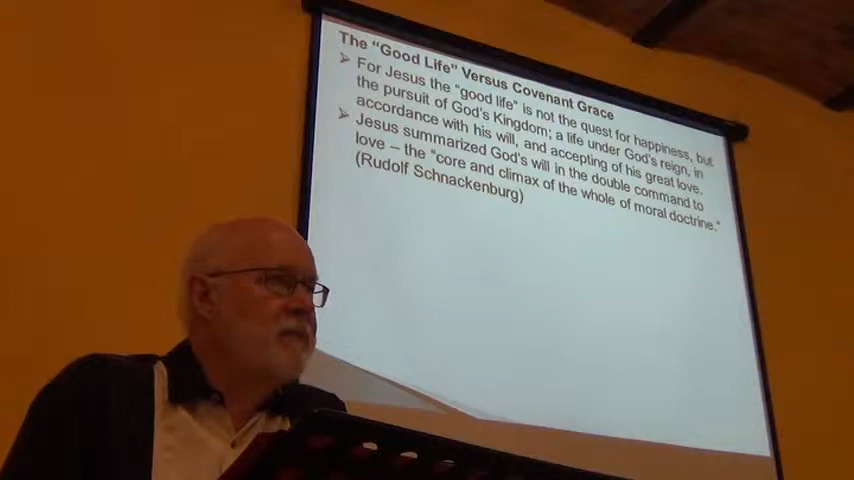 The "Good Life" Versus Covenant Grace
➢ For Jesus the "good life" is not the quest for happiness, but
the pursuit of God's Kingdom; a life under God's reign, in
accordance with his will, and accepting of his great love.
➢ Jesus summarized God's will in the double command to
love – the "core and climax of the whole of moral doctrine."
(Rudolf Schnackenburg)